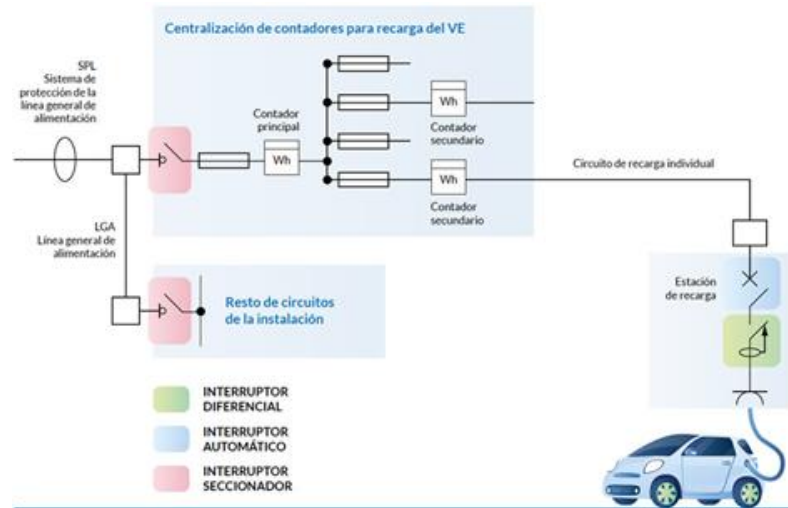 Centralización de contadores para recarga del VE
SPL
Sistema de
protección de la
línea general de
alimentación
Contador
principal
Wh
Wh
Contador
secundario
Wh
Contador
secundario
Circuito de recarga individual
LGA
Línea general de
alimentación
Resto de circuitos
de la instalación
Estación
de recarga
INTERRUPTOR
DIFERENCIAL
INTERRUPTOR
AUTOMÁTICO
INTERRUPTOR
SECCIONADOR